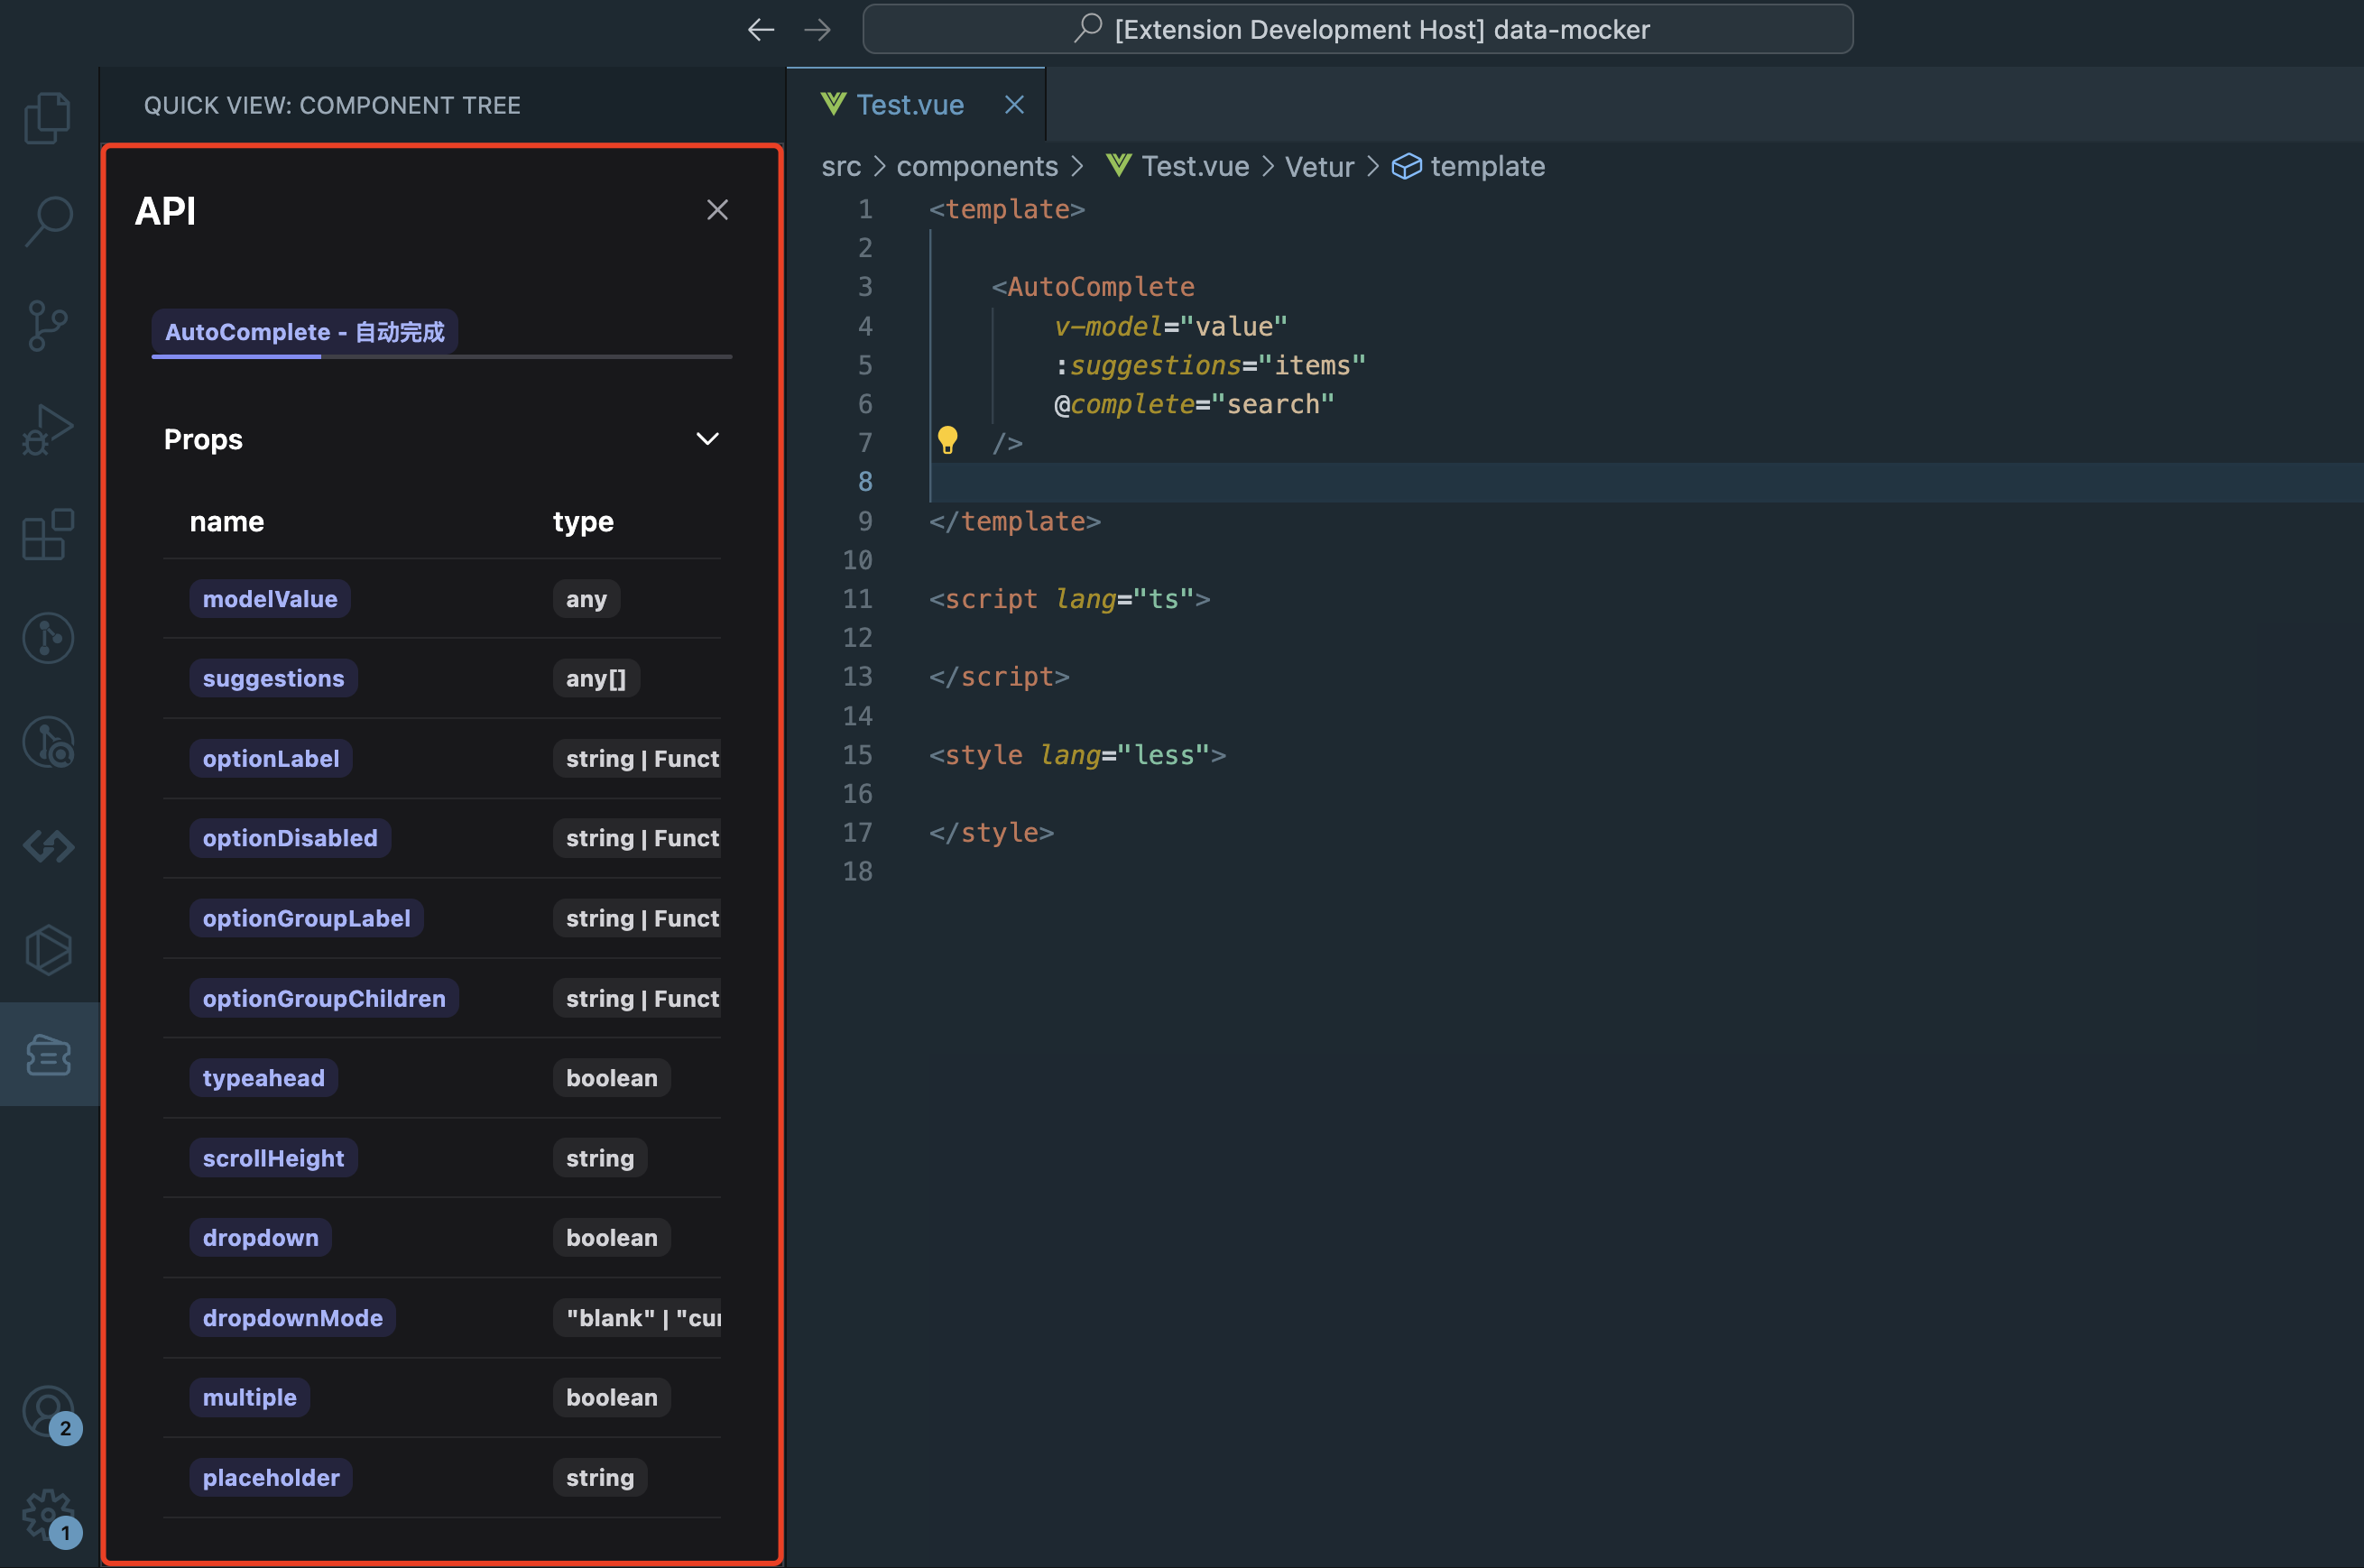 [Extension Development Host] data-mocker
QUICK VIEW: COMPONENT TREE
API
AutoComplete - 自动完成
Props
name type
modelValue any
suggestions any[]
optionLabel string | Funct
optionDisabled string | Funct
optionGroupLabel string | Funct
optionGroupChildren string | Funct
typeahead boolean
scrollHeight string
dropdown boolean
dropdownMode "blank" | "cur
multiple boolean
placeholder string
2
1
Test.vue
src > components > Test.vue > Vetur > template
1 <template>
2
3 <AutoComplete
4 v-model="value"
5 :suggestions="items"
6 @complete="search"
7 />
8
9 </template>
10
11 <script lang="ts">
12
13 </script>
14
15 <style lang="less">
16
17 </style>
18